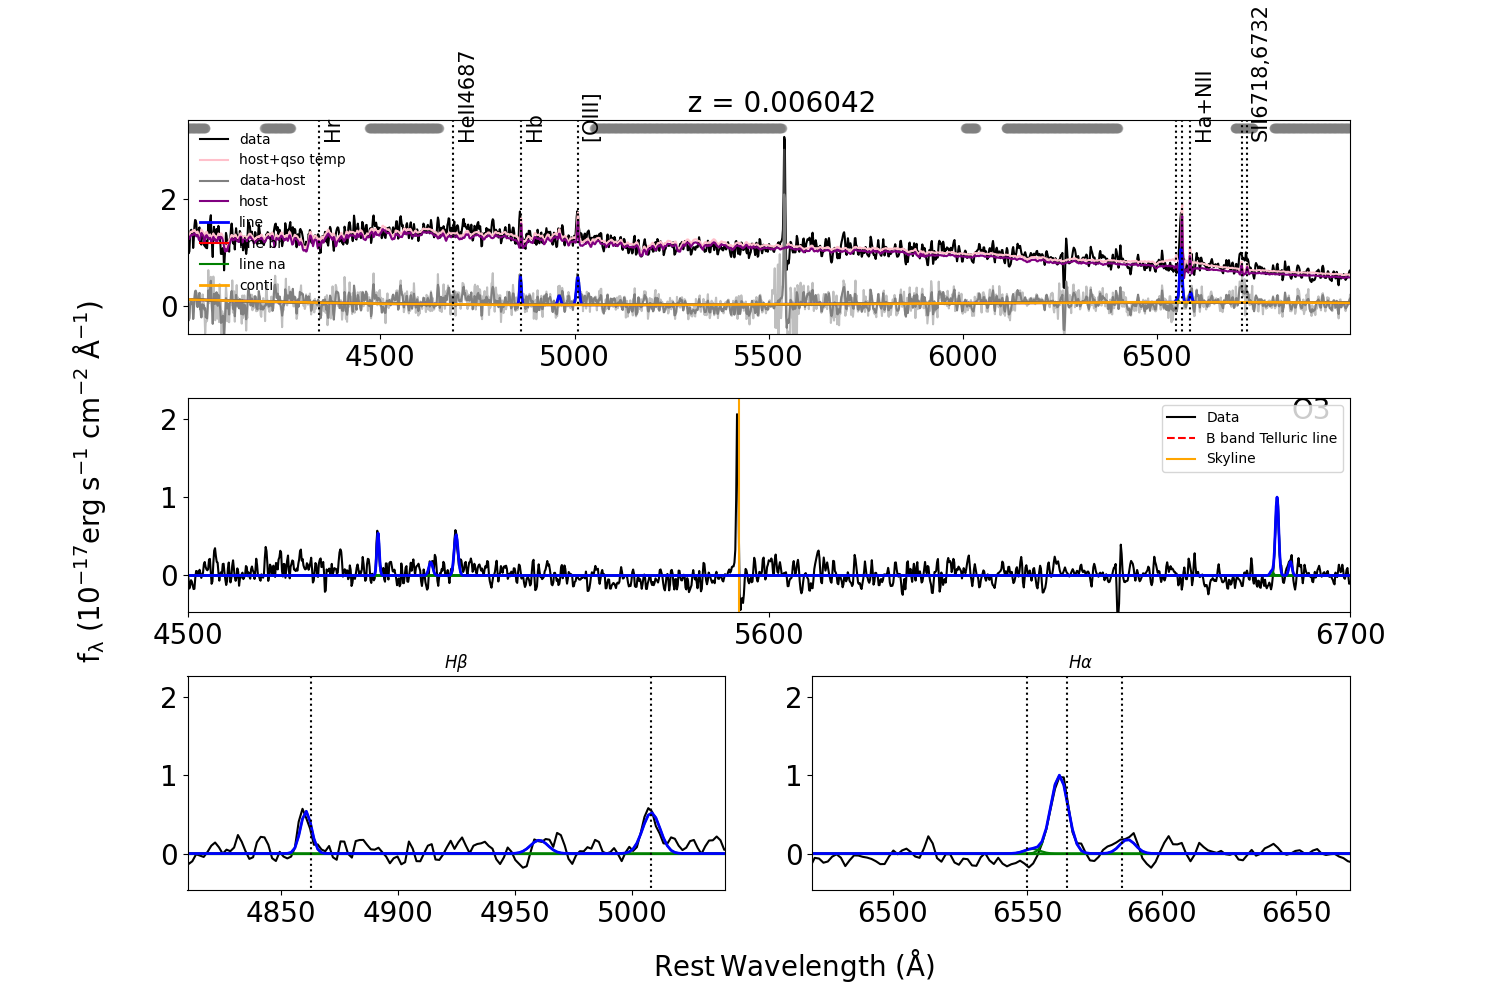 z = 0.006042
Hr
HeII4687
Hb
[OIII]
Ha+NII
SII6718,6732
data
host+qso temp
data-host
host
line
line na
conti
2
0
4500
5000
5500
6000
6500
fλ (10⁻¹⁷erg s⁻¹ cm⁻² Å⁻¹)
O3
Data
B band Telluric line
Skyline
2
1
0
4500
5600
6700
Hβ
2
1
0
4850
4900
4950
5000
Hα
2
1
0
6500
6550
6600
6650
Rest Wavelength (Å)